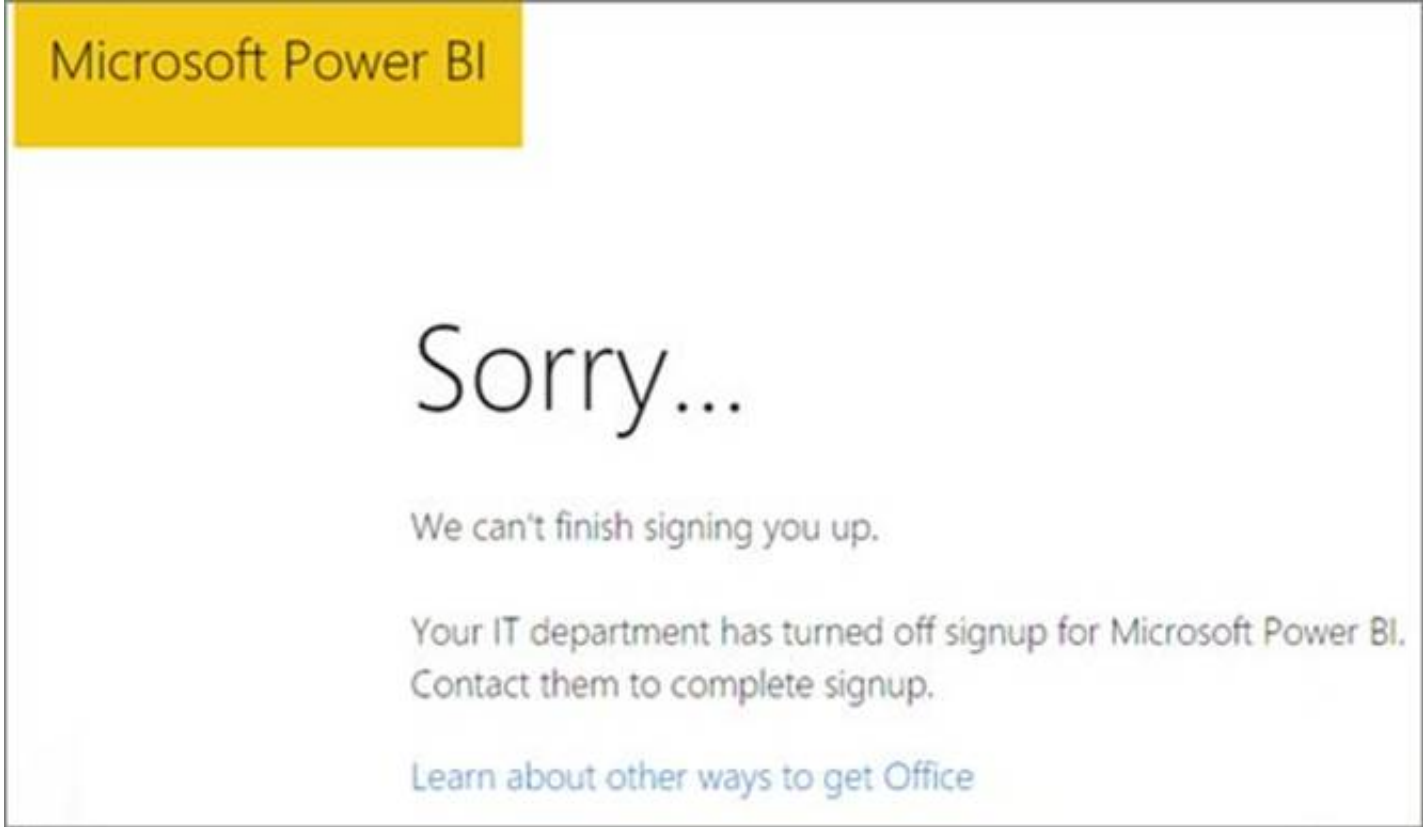 Microsoft Power BI
Sorry...
We can't finish signing you up.
Your IT department has turned off signup for Microsoft Power BI.
Contact them to complete signup.
Learn about other ways to get Office